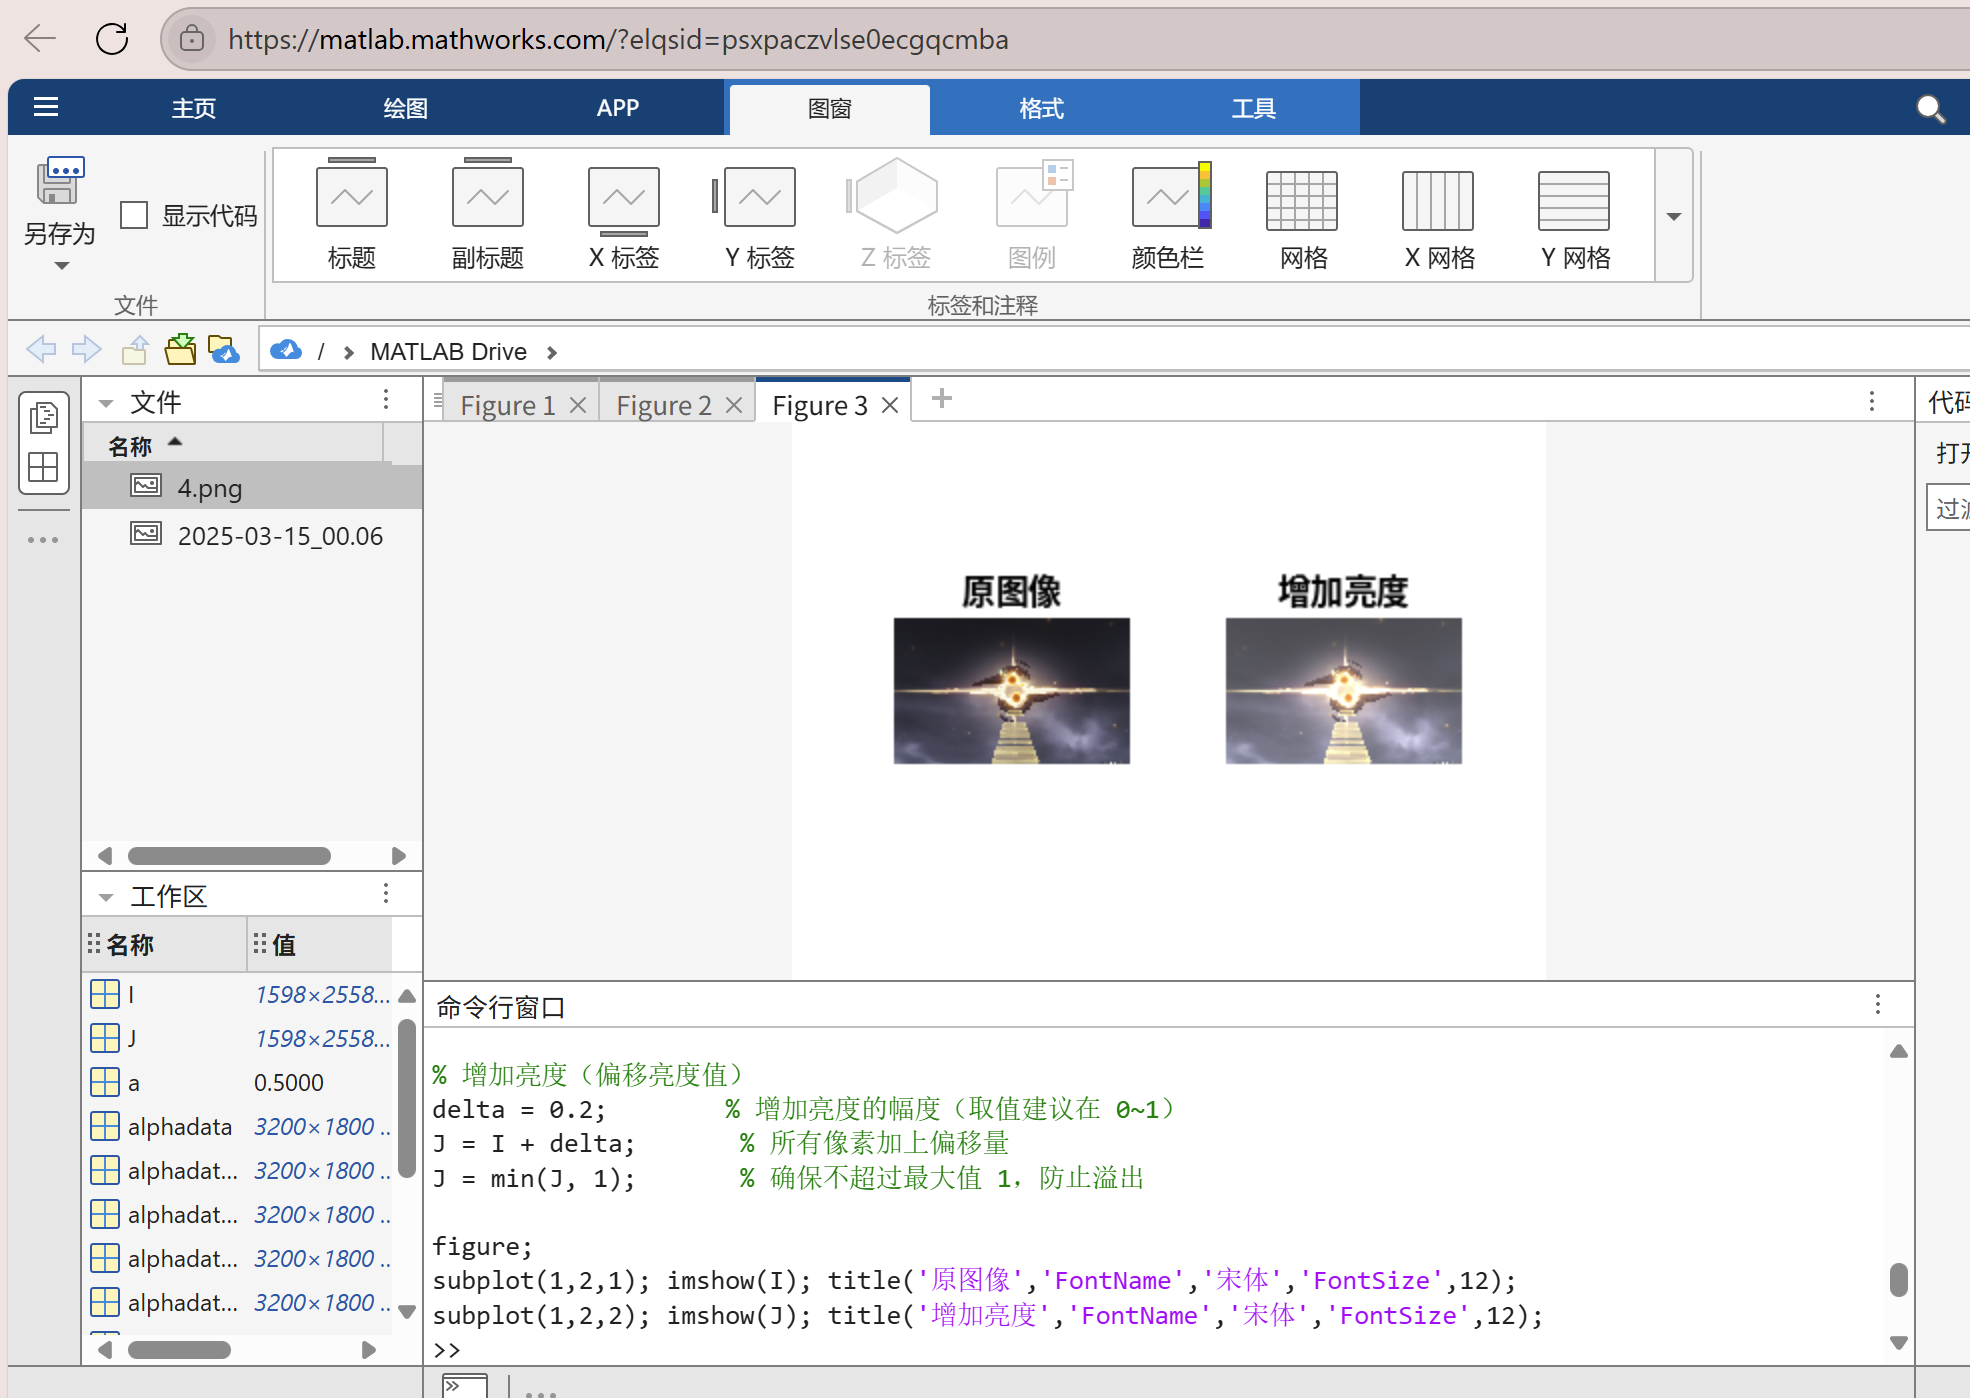 https://matlab.mathworks.com/?elqsid=psxpaczvlse0ecgqcmba
主页 绘图 APP 图窗 格式 工具
另存为
显示代码
文件
标题 副标题 X 标签 Y 标签 Z 标签 图例 颜色栏 网格 X 网格 Y 网格
标签和注释
/ MATLAB Drive
文件
名称
4.png
2025-03-15_00.06
工作区
名称 值
I 1598×2558...
J 1598×2558...
a 0.5000
alphadata 3200×1800 ..
alphadat... 3200×1800 ..
alphadat... 3200×1800 ..
alphadat... 3200×1800 ..
alphadat... 3200×1800 ..
Figure 1 Figure 2 Figure 3
原图像 增加亮度
命令行窗口
% 增加亮度（偏移亮度值）
delta = 0.2; % 增加亮度的幅度（取值建议在 0~1）
J = I + delta; % 所有像素加上偏移量
J = min(J, 1); % 确保不超过最大值 1，防止溢出
figure;
subplot(1,2,1); imshow(I); title('原图像','FontName','宋体','FontSize',12);
subplot(1,2,2); imshow(J); title('增加亮度','FontName','宋体','FontSize',12);
>>
代码
打开
过滤